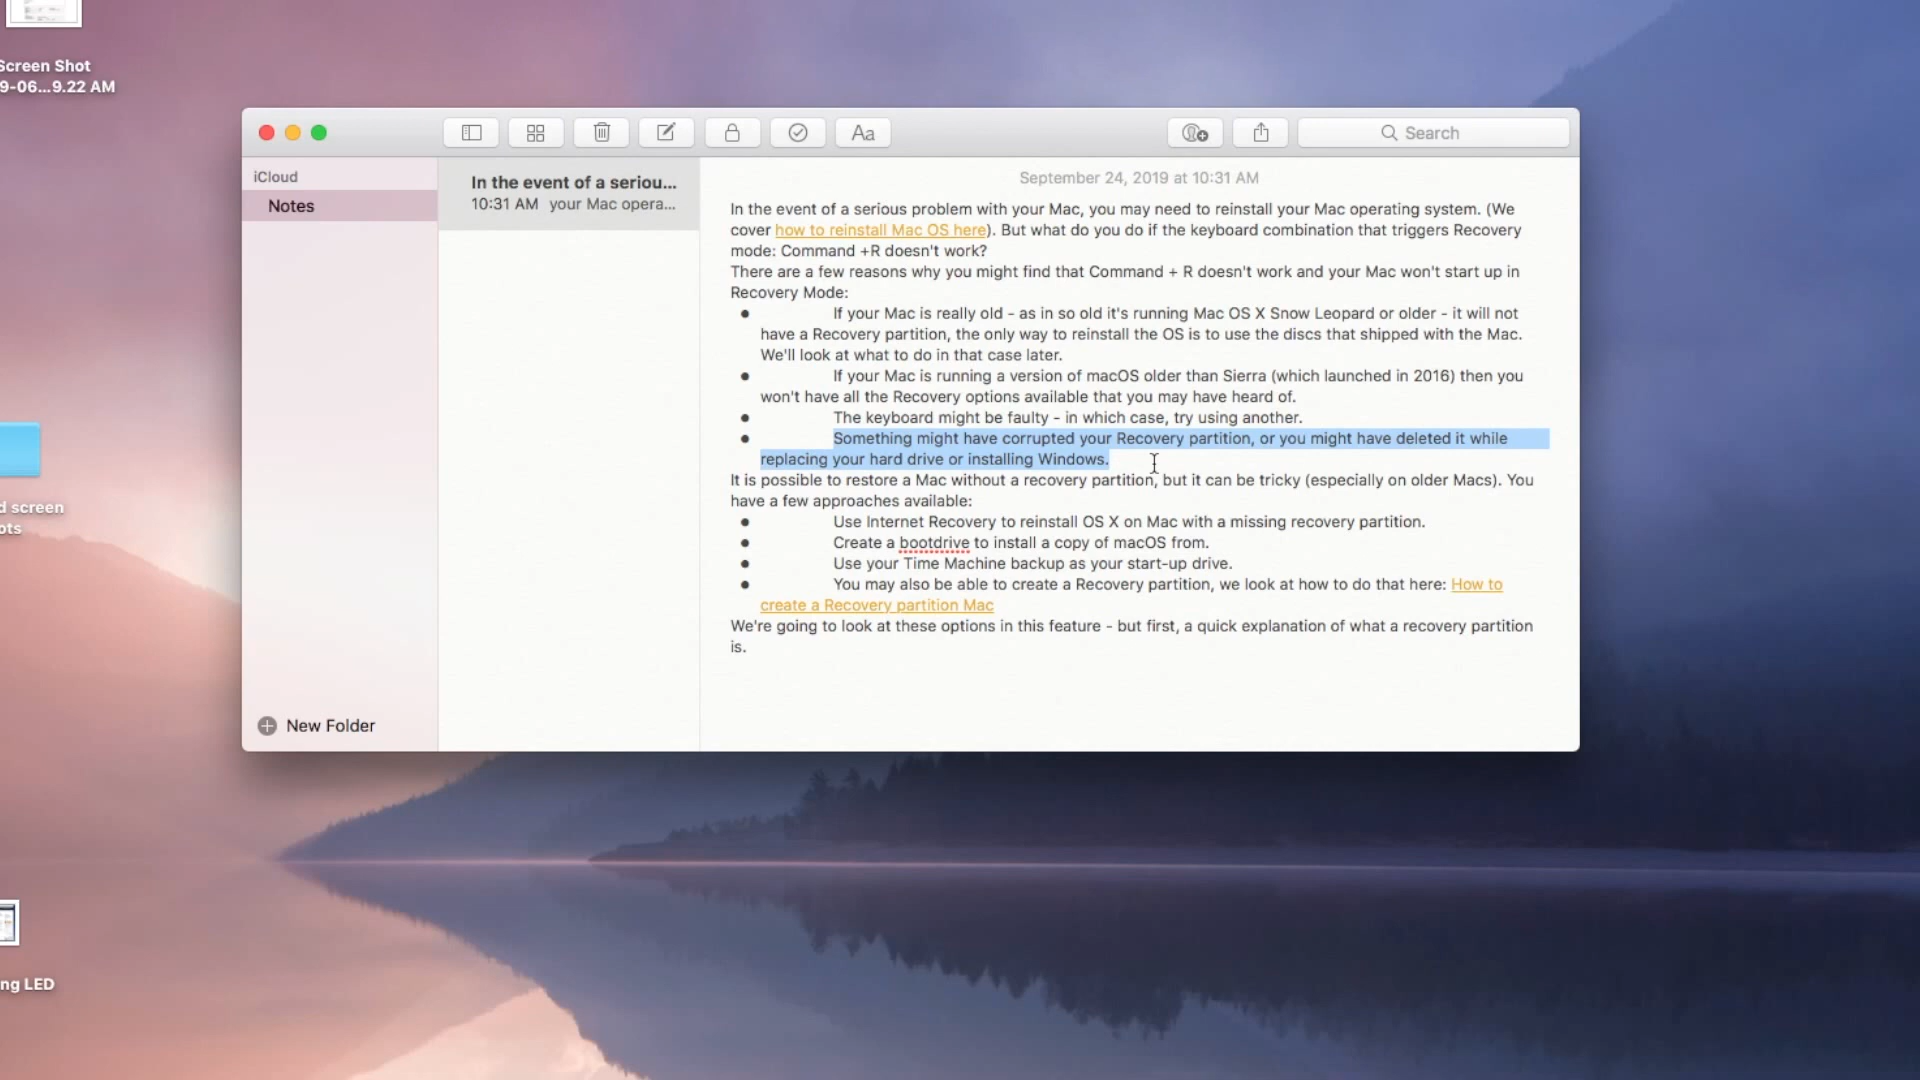 Screen Shot
9-06...9.22 AM
Aa
Search
iCloud
Notes
In the event of a seriou...
10:31 AM your Mac opera...
September 24, 2019 at 10:31 AM
In the event of a serious problem with your Mac, you may need to reinstall your Mac operating system. (We
cover how to reinstall Mac OS here). But what do you do if the keyboard combination that triggers Recovery
mode: Command +R doesn't work?
There are a few reasons why you might find that Command + R doesn't work and your Mac won't start up in
Recovery Mode:
● If your Mac is really old - as in so old it's running Mac OS X Snow Leopard or older - it will not
have a Recovery partition, the only way to reinstall the OS is to use the discs that shipped with the Mac.
We'll look at what to do in that case later.
● If your Mac is running a version of macOS older than Sierra (which launched in 2016) then you
won't have all the Recovery options available that you may have heard of.
● The keyboard might be faulty - in which case, try using another.
● Something might have corrupted your Recovery partition, or you might have deleted it while
replacing your hard drive or installing Windows.
It is possible to restore a Mac without a recovery partition, but it can be tricky (especially on older Macs). You
have a few approaches available:
● Use Internet Recovery to reinstall OS X on Mac with a missing recovery partition.
● Create a bootdrive to install a copy of macOS from.
● Use your Time Machine backup as your start-up drive.
● You may also be able to create a Recovery partition, we look at how to do that here: How to
create a Recovery partition Mac
We're going to look at these options in this feature - but first, a quick explanation of what a recovery partition
is.
New Folder
d screen
ots
ng LED